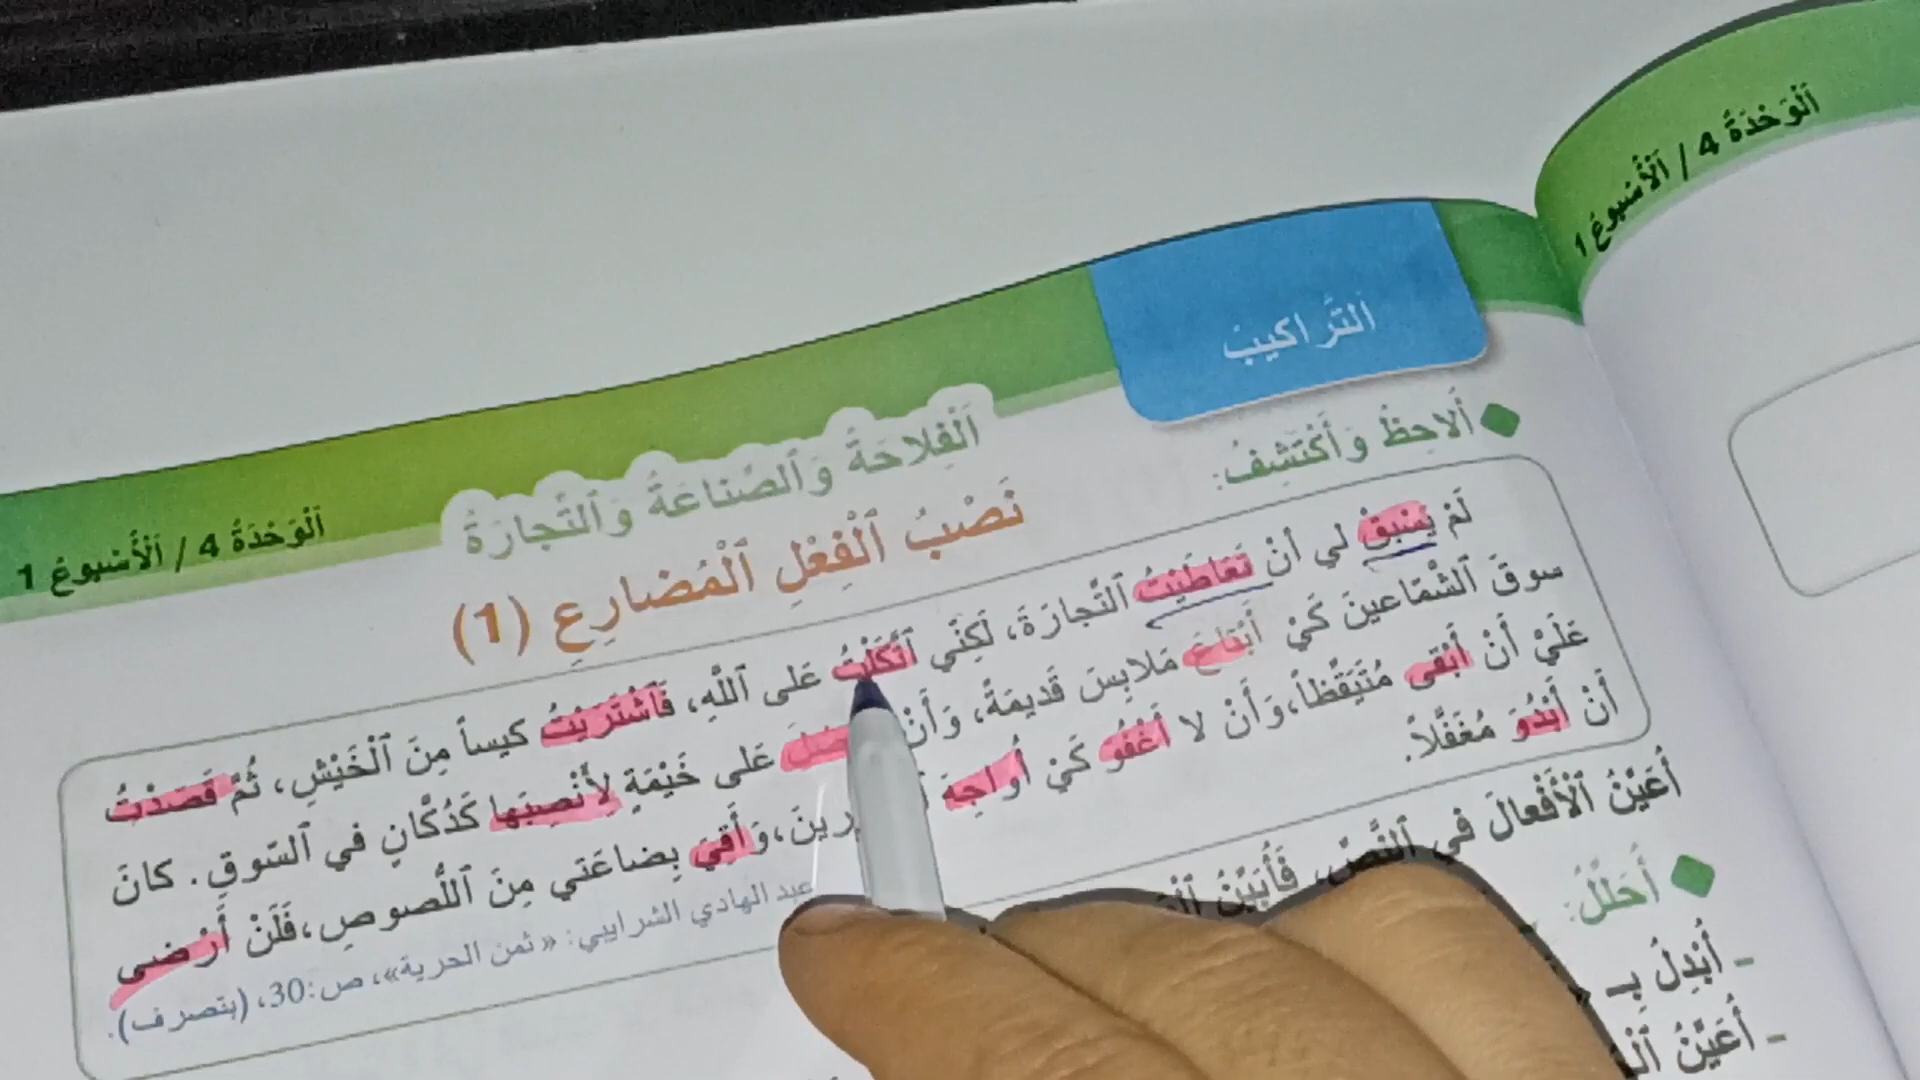 اَلْوَحْدَةُ 4 / اَلْأُسْبوعُ 1
اَلتَّراكيبُ
اَلْوَحْدَةُ 4 / اَلْأُسْبوعُ 1
اَلْفِلاحَةُ وَٱلصِّناعَةُ وَٱلتِّجارَةُ
نَصْبُ ٱلْفِعْلِ ٱلْمُضارِعِ (1)
أُلاحِظُ وَأَكْتَشِفُ:
لَمْ يَسْبِقْ لي أَنْ تَعَاطَيْتُ ٱلتِّجارَةَ، لَكِنّي ٱتَّكَلْتُ عَلى ٱللَّهِ، فَٱشْتَرَيْتُ كيساً مِنَ ٱلْخَيْشِ، ثُمَّ قَصَدْتُ
سوقَ ٱلشَّمّاعينَ كَيْ أَبْتاعَ مَلابِسَ قَديمَةً، وَأَنْ عَلى خَيْمَةٍ لِأَنْصِبَها كَدُكّانٍ في ٱلسّوقِ. كانَ
عَلَيَّ أَنْ أَبْقى مُتَيَقِّظاً، وَأَنْ لا أَغْفُوَ كَيْ أُواجِهَ وَأَقِيَ بِضاعَتي مِنَ ٱللُّصوصِ، فَلَنْ أَرْضى
أَنْ أَبْدُوَ مُغَفَّلاً.
عبد الهادي الشرايبي: «ثمن الحرية»، ص:30، (بتصرف).
أُعَيِّنُ ٱلْأَفْعالَ في ٱلنَّصِّ، فَأُبَيِّنُ
أُحَلِّلُ:
- أُبْدِلُ بِـ
- أُعَيِّنُ